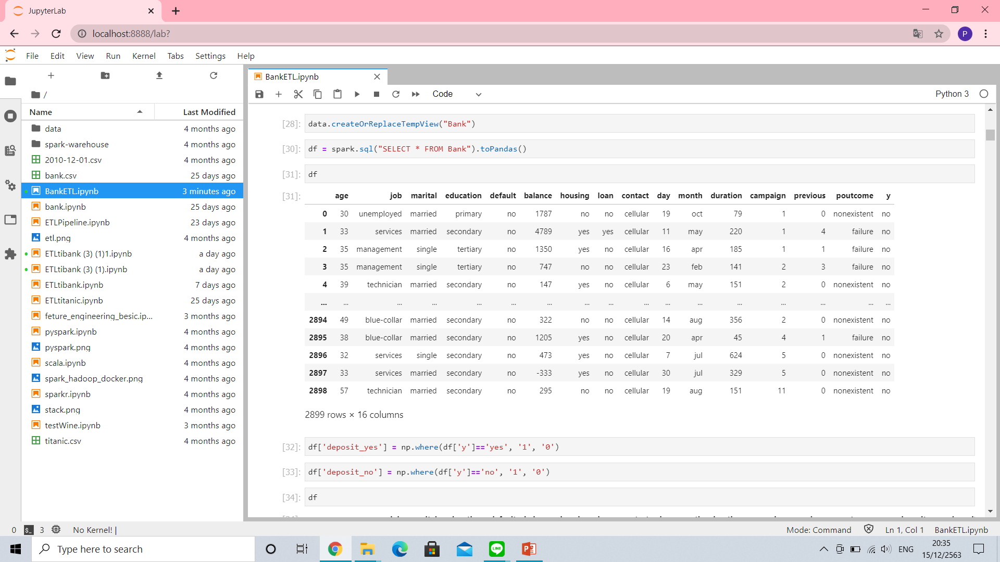 JupyterLab
localhost:8888/lab?
P
File Edit View Run Kernel Tabs Settings Help
/
Name Last Modified
data 4 months ago
spark-warehouse 4 months ago
2010-12-01.csv 4 months ago
bank.csv 25 days ago
BankETL.ipynb 3 minutes ago
bank.ipynb 25 days ago
ETLPipeline.ipynb 23 days ago
etl.png 4 months ago
ETLtibank (3) (1)1.ipynb a day ago
ETLtibank (3) (1).ipynb a day ago
ETLtibank.ipynb 7 days ago
ETLtitanic.ipynb 25 days ago
feture_engineering_besic.ip... 3 months ago
pyspark.ipynb 4 months ago
pyspark.png 4 months ago
scala.ipynb 4 months ago
spark_hadoop_docker.png 4 months ago
sparkr.ipynb 4 months ago
stack.png 4 months ago
testWine.ipynb 3 months ago
titanic.csv 4 months ago
BankETL.ipynb
Code Python 3
[28]: data.createOrReplaceTempView("Bank")
[30]: df = spark.sql("SELECT * FROM Bank").toPandas()
[31]: df
[31]: age job marital education default balance housing loan contact day month duration campaign previous poutcome y
0 30 unemployed married primary no 1787 no no cellular 19 oct 79 1 0 nonexistent no
1 33 services married secondary no 4789 yes yes cellular 11 may 220 1 4 failure no
2 35 management single tertiary no 1350 yes no cellular 16 apr 185 1 1 failure no
3 35 management single tertiary no 747 no no cellular 23 feb 141 2 3 failure no
4 39 technician married secondary no 147 yes no cellular 6 may 151 2 0 nonexistent no
... ... ... ... ... ... ... ... ... ... ... ... ... ... ... ... ...
2894 49 blue-collar married secondary no 322 no no cellular 14 aug 356 2 0 nonexistent no
2895 38 blue-collar married secondary no 1205 yes no cellular 20 apr 45 4 1 failure no
2896 32 services single secondary no 473 yes no cellular 7 jul 624 5 0 nonexistent no
2897 33 services married secondary no -333 yes no cellular 30 jul 329 5 0 nonexistent no
2898 57 technician married secondary no 295 no no cellular 19 aug 151 11 0 nonexistent no
2899 rows × 16 columns
[32]: df['deposit_yes'] = np.where(df['y']=='yes', '1', '0')
[33]: df['deposit_no'] = np.where(df['y']=='no', '1', '0')
[34]: df
0 $_ 3 No Kernel! | Mode: Command Ln 1, Col 1 BankETL.ipynb
Type here to search
LINE
ENG
20:35
15/12/2563